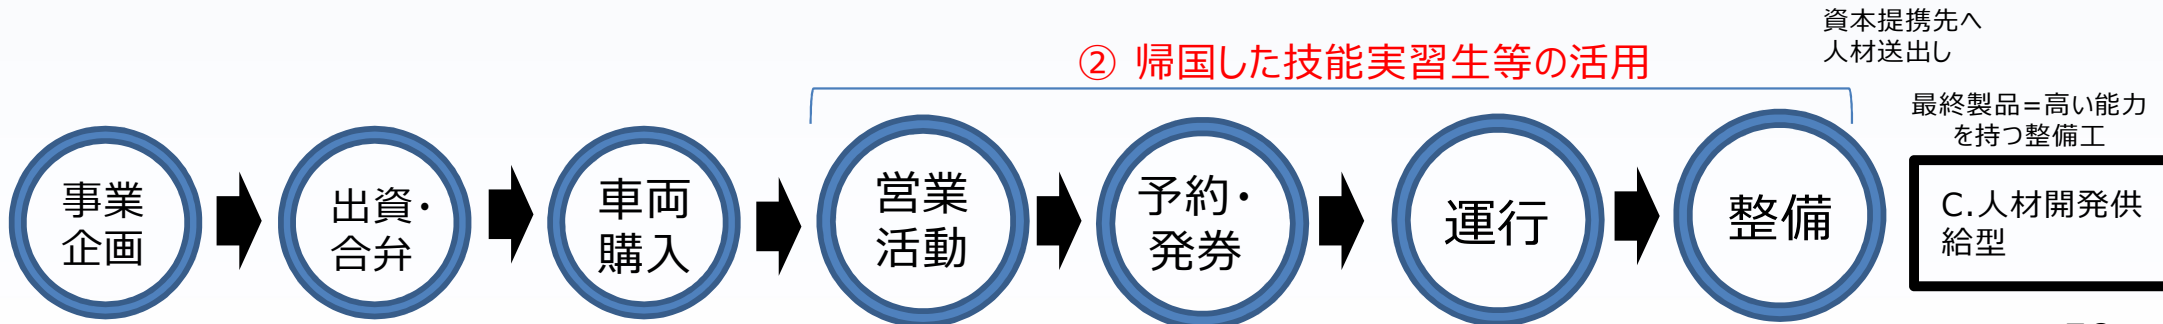 資本提携先へ
人材送出し
② 帰国した技能実習生等の活用
最終製品=高い能力
を持つ整備工
事業
企画
出資・
合弁
車両
購入
営業
活動
予約・
発券
運行
整備
C.人材開発供
給型